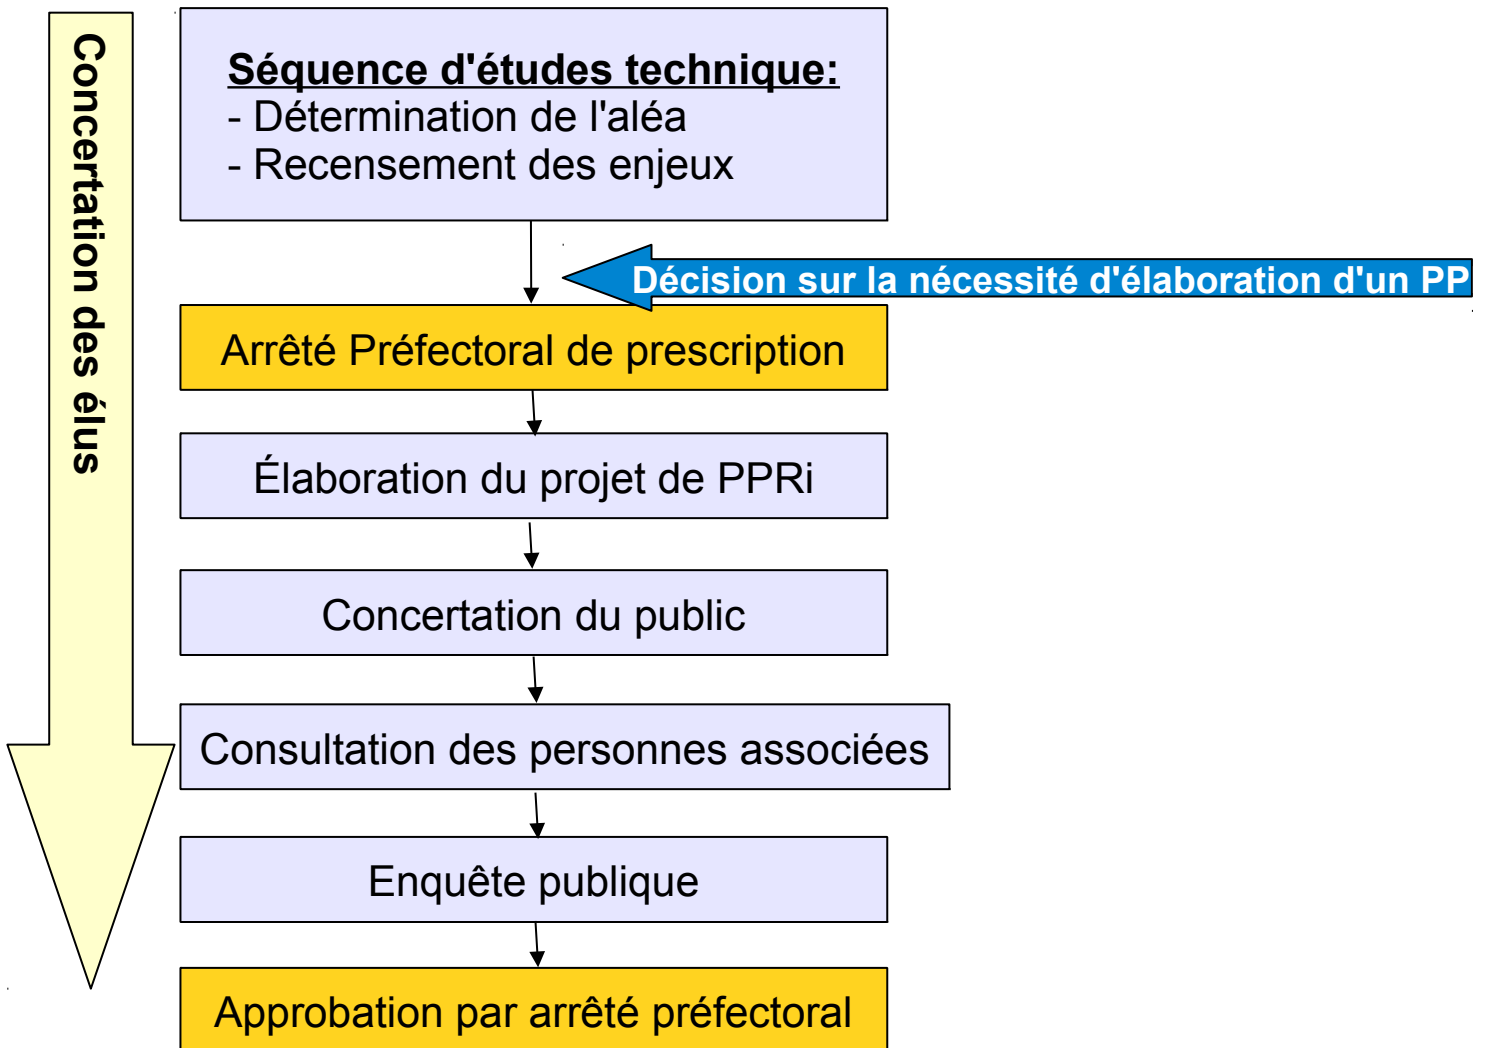 Concertation des élus
Séquence d'études technique:
- Détermination de l'aléa
- Recensement des enjeux
Décision sur la nécessité d'élaboration d'un PP
Arrêté Préfectoral de prescription
Élaboration du projet de PPRi
Concertation du public
Consultation des personnes associées
Enquête publique
Approbation par arrêté préfectoral